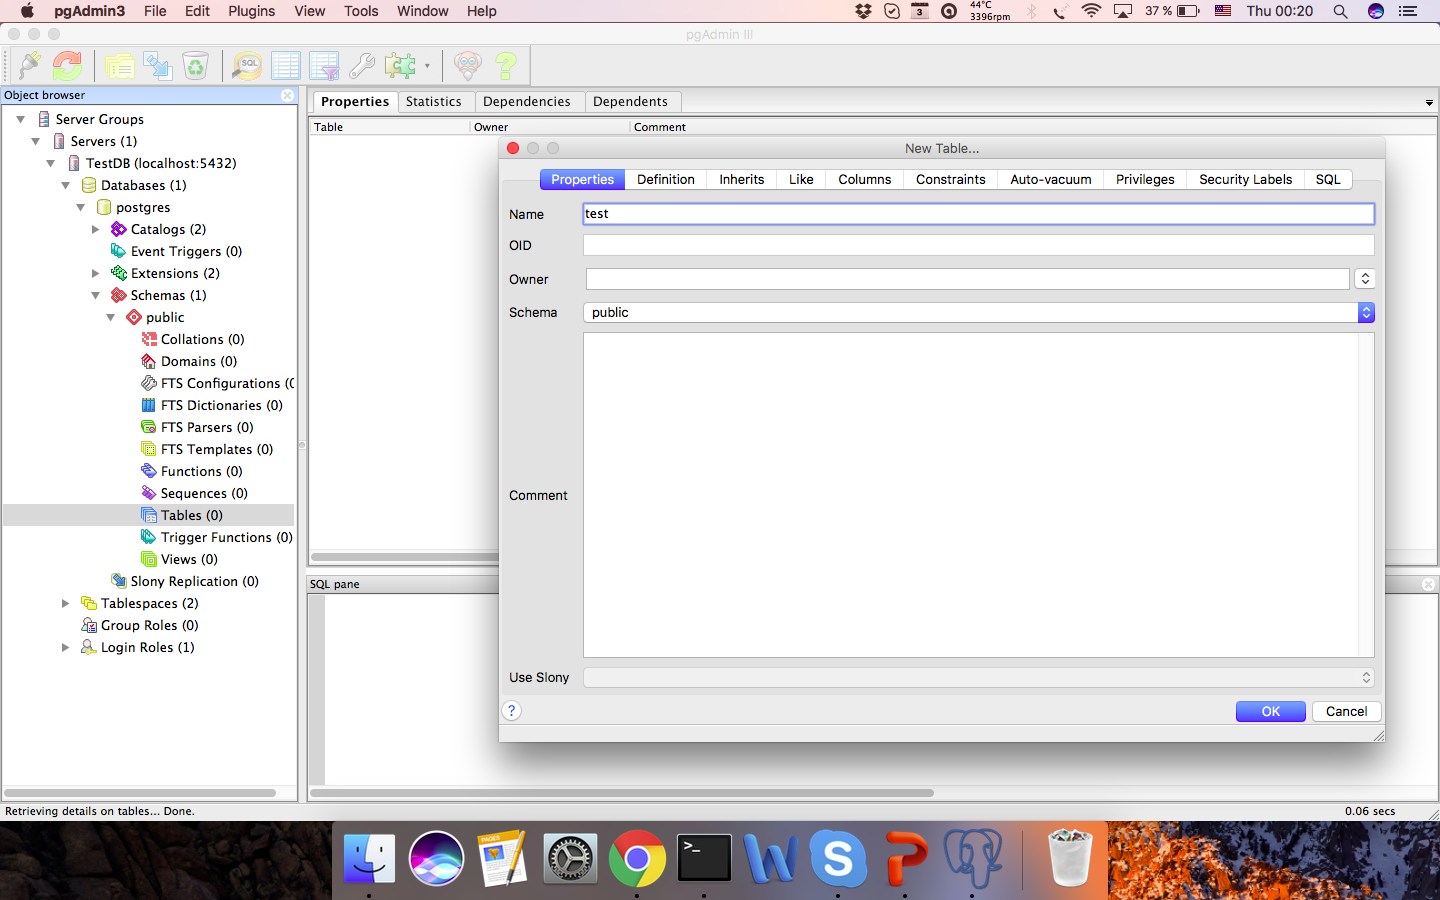 pgAdmin3 File Edit Plugins View Tools Window Help 3 44°C 3396rpm 37 % Thu 00:20
pgAdmin III
SQL
Object browser
Properties Statistics Dependencies Dependents
Table Owner Comment
Server Groups
Servers (1)
TestDB (localhost:5432)
Databases (1)
postgres
Catalogs (2)
Event Triggers (0)
Extensions (2)
Schemas (1)
public
Collations (0)
Domains (0)
FTS Configurations (0
FTS Dictionaries (0)
FTS Parsers (0)
FTS Templates (0)
Functions (0)
Sequences (0)
Tables (0)
Trigger Functions (0)
Views (0)
Slony Replication (0)
Tablespaces (2)
Group Roles (0)
Login Roles (1)
New Table...
Properties Definition Inherits Like Columns Constraints Auto-vacuum Privileges Security Labels SQL
Name test
OID
Owner
Schema public
Comment
Use Slony
? OK Cancel
SQL pane
Retrieving details on tables... Done. 0.06 secs
PAGES
>_
W
S
P